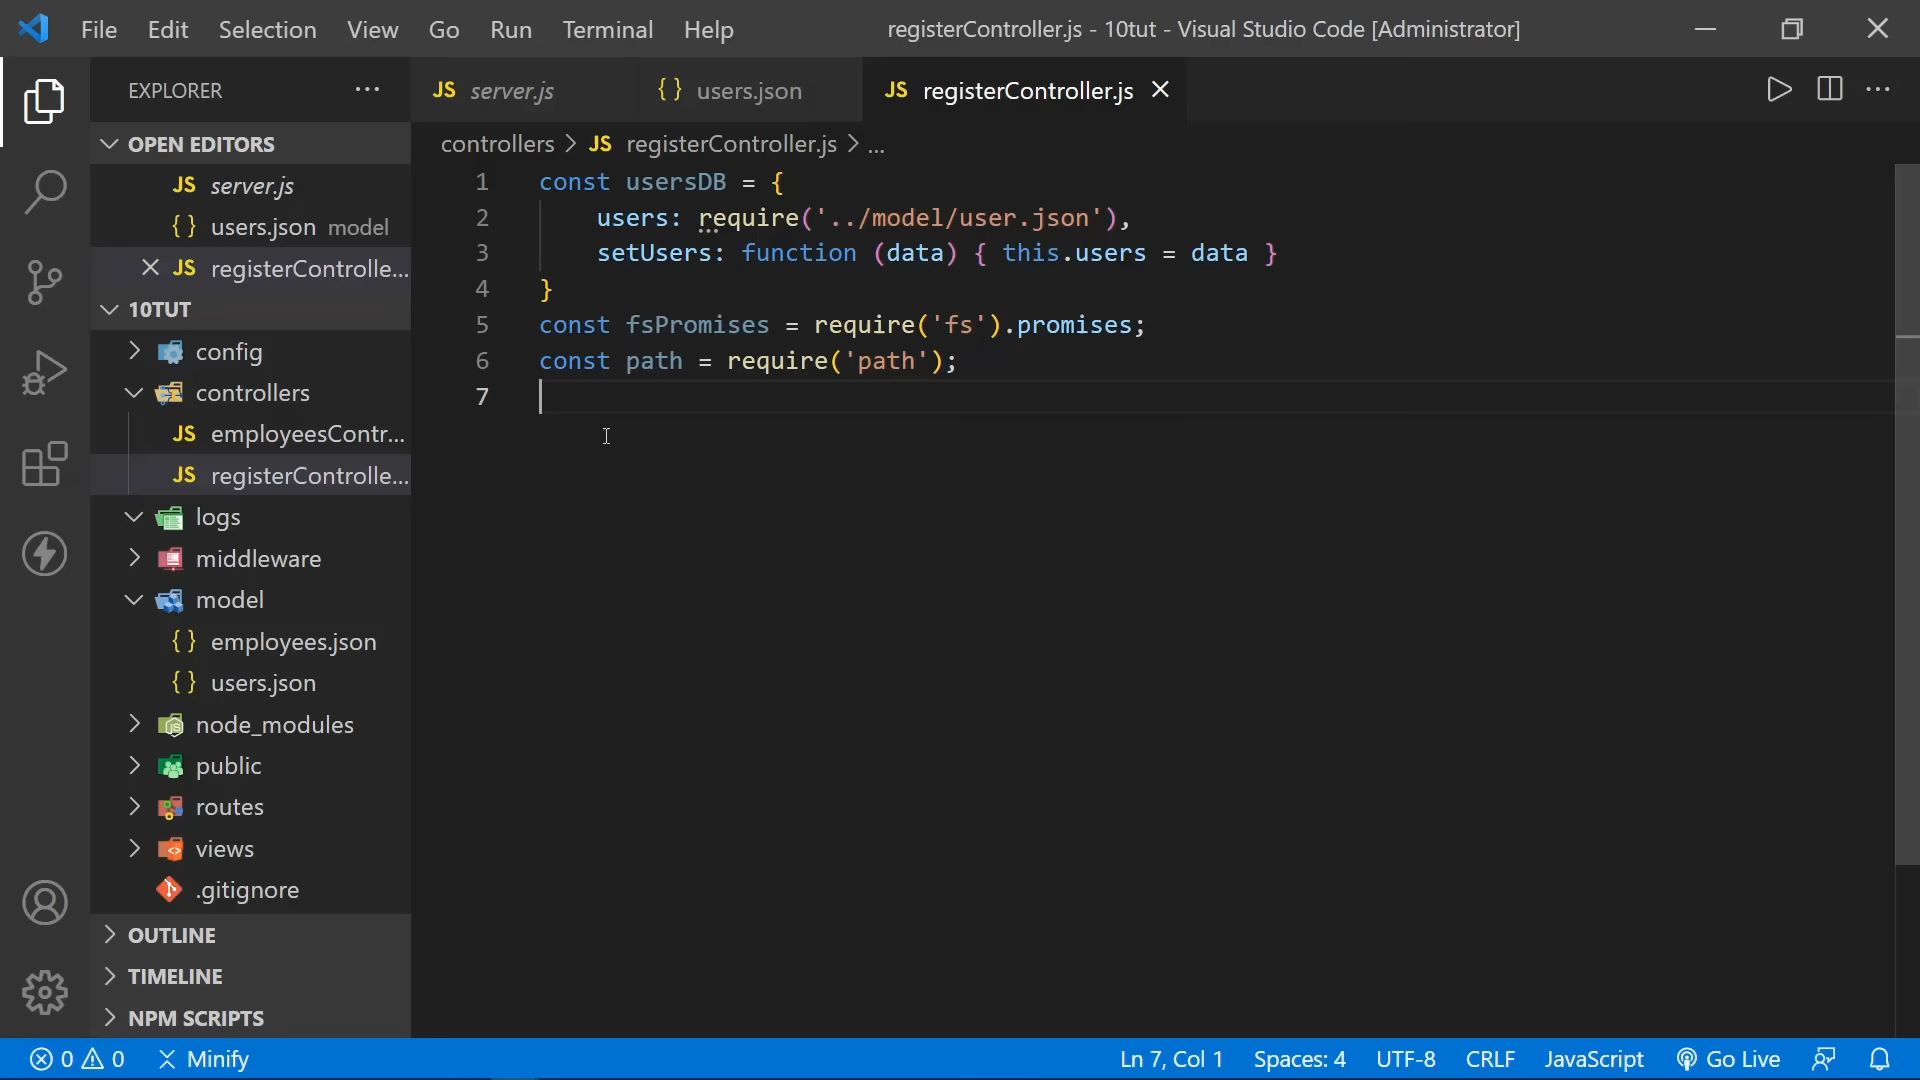 File Edit Selection View Go Run Terminal Help registerController.js - 10tut - Visual Studio Code [Administrator]
EXPLORER ...
JS server.js {} users.json JS registerController.js
OPEN EDITORS
JS server.js
{} users.json model
JS registerControlle...
10TUT
config
controllers
JS employeesContr...
JS registerControlle...
logs
middleware
model
{} employees.json
{} users.json
node_modules
public
routes
views
.gitignore
OUTLINE
TIMELINE
NPM SCRIPTS
controllers > JS registerController.js > ...
1 const usersDB = {
2 users: require('../model/user.json'),
3 setUsers: function (data) { this.users = data }
4 }
5 const fsPromises = require('fs').promises;
6 const path = require('path');
7
0 0 Minify Ln 7, Col 1 Spaces: 4 UTF-8 CRLF JavaScript Go Live